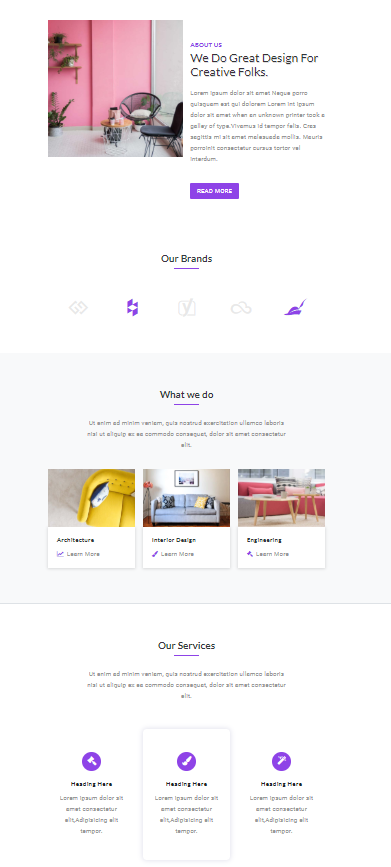 ABOUT US
We Do Great Design For
Creative Folks.
Lorem ipsum dolor sit amet Neque porro
quisquam est qui dolorem Lorem int ipsum
dolor sit amet when an unknown printer took a
galley of type.Vivamus id tempor felis. Cras
sagittis mi sit amet malesuada mollis. Mauris
porroinit consectetur cursus tortor vel
interdum.
READ MORE
Our Brands
y
What we do
Ut enim ad minim veniam, quis nostrud exercitation ullamco laboris
nisi ut aliquip ex ea commodo consequat, dolor sit amet consectetur
elit.
Architecture
Interior Design
Engineering
Learn More
Learn More
Learn More
Our Services
Ut enim ad minim veniam, quis nostrud exercitation ullamco laboris
nisi ut aliquip ex ea commodo consequat, dolor sit amet consectetur
elit.
Heading Here
Lorem ipsum dolor sit
amet consectetur
elit,Adipisicing elit
tempor.
Heading Here
Lorem ipsum dolor sit
amet consectetur
elit,Adipisicing elit
tempor.
Heading Here
Lorem ipsum dolor sit
amet consectetur
elit,Adipisicing elit
tempor.